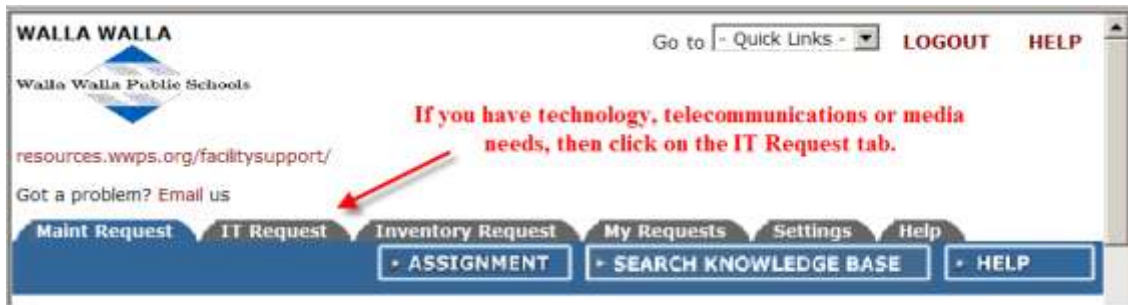 WALLA WALLA
Go to - Quick Links - LOGOUT HELP
Walla Walla Public Schools
If you have technology, telecommunications or media
needs, then click on the IT Request tab.
resources.wwps.org/facilitysupport/
Got a problem? Email us
Maint Request IT Request Inventory Request My Requests Settings Help
ASSIGNMENT SEARCH KNOWLEDGE BASE HELP